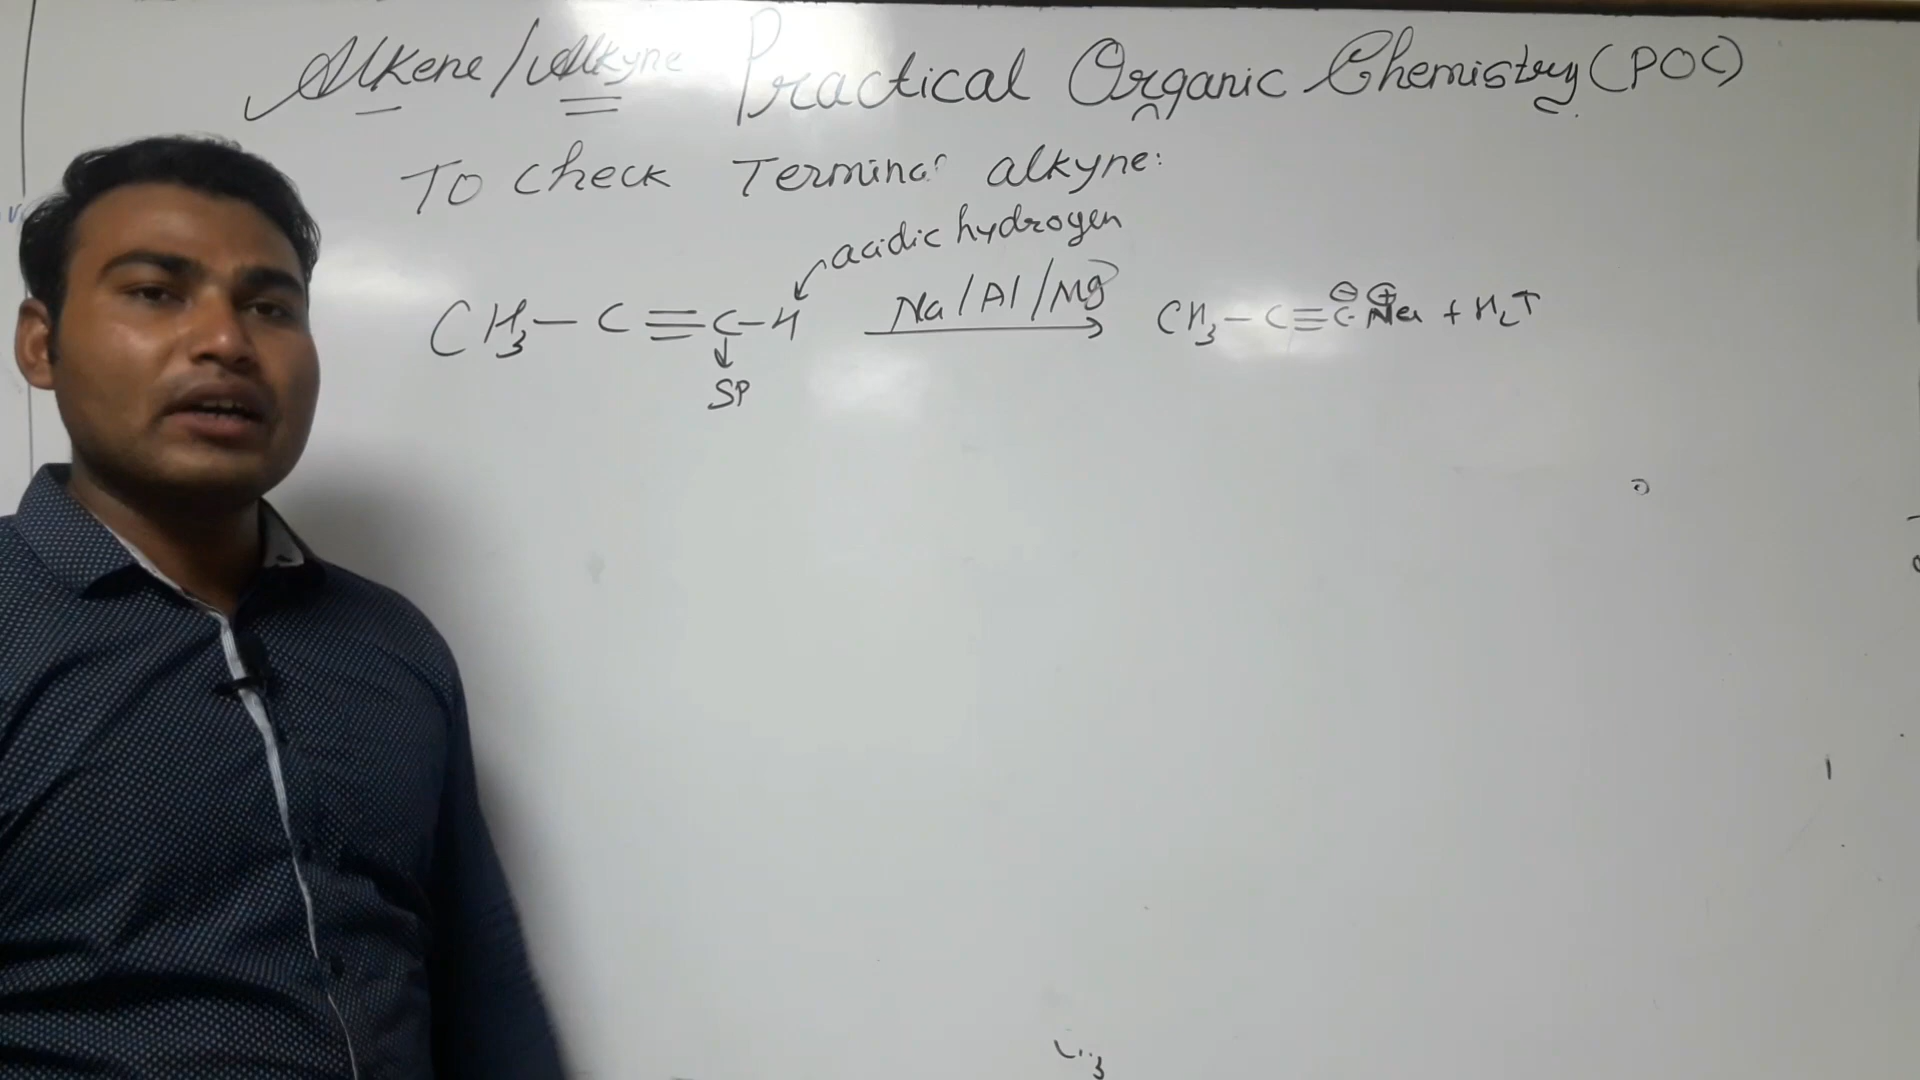 Alkene/Alkyne Practical Organic Chemistry (POC)
To check Terminal alkyne:
acidic hydrogen
CH3-C≡C-H Na/Al/Mg → CH3-C≡C⊖ Na⊕ + H2↑
SP